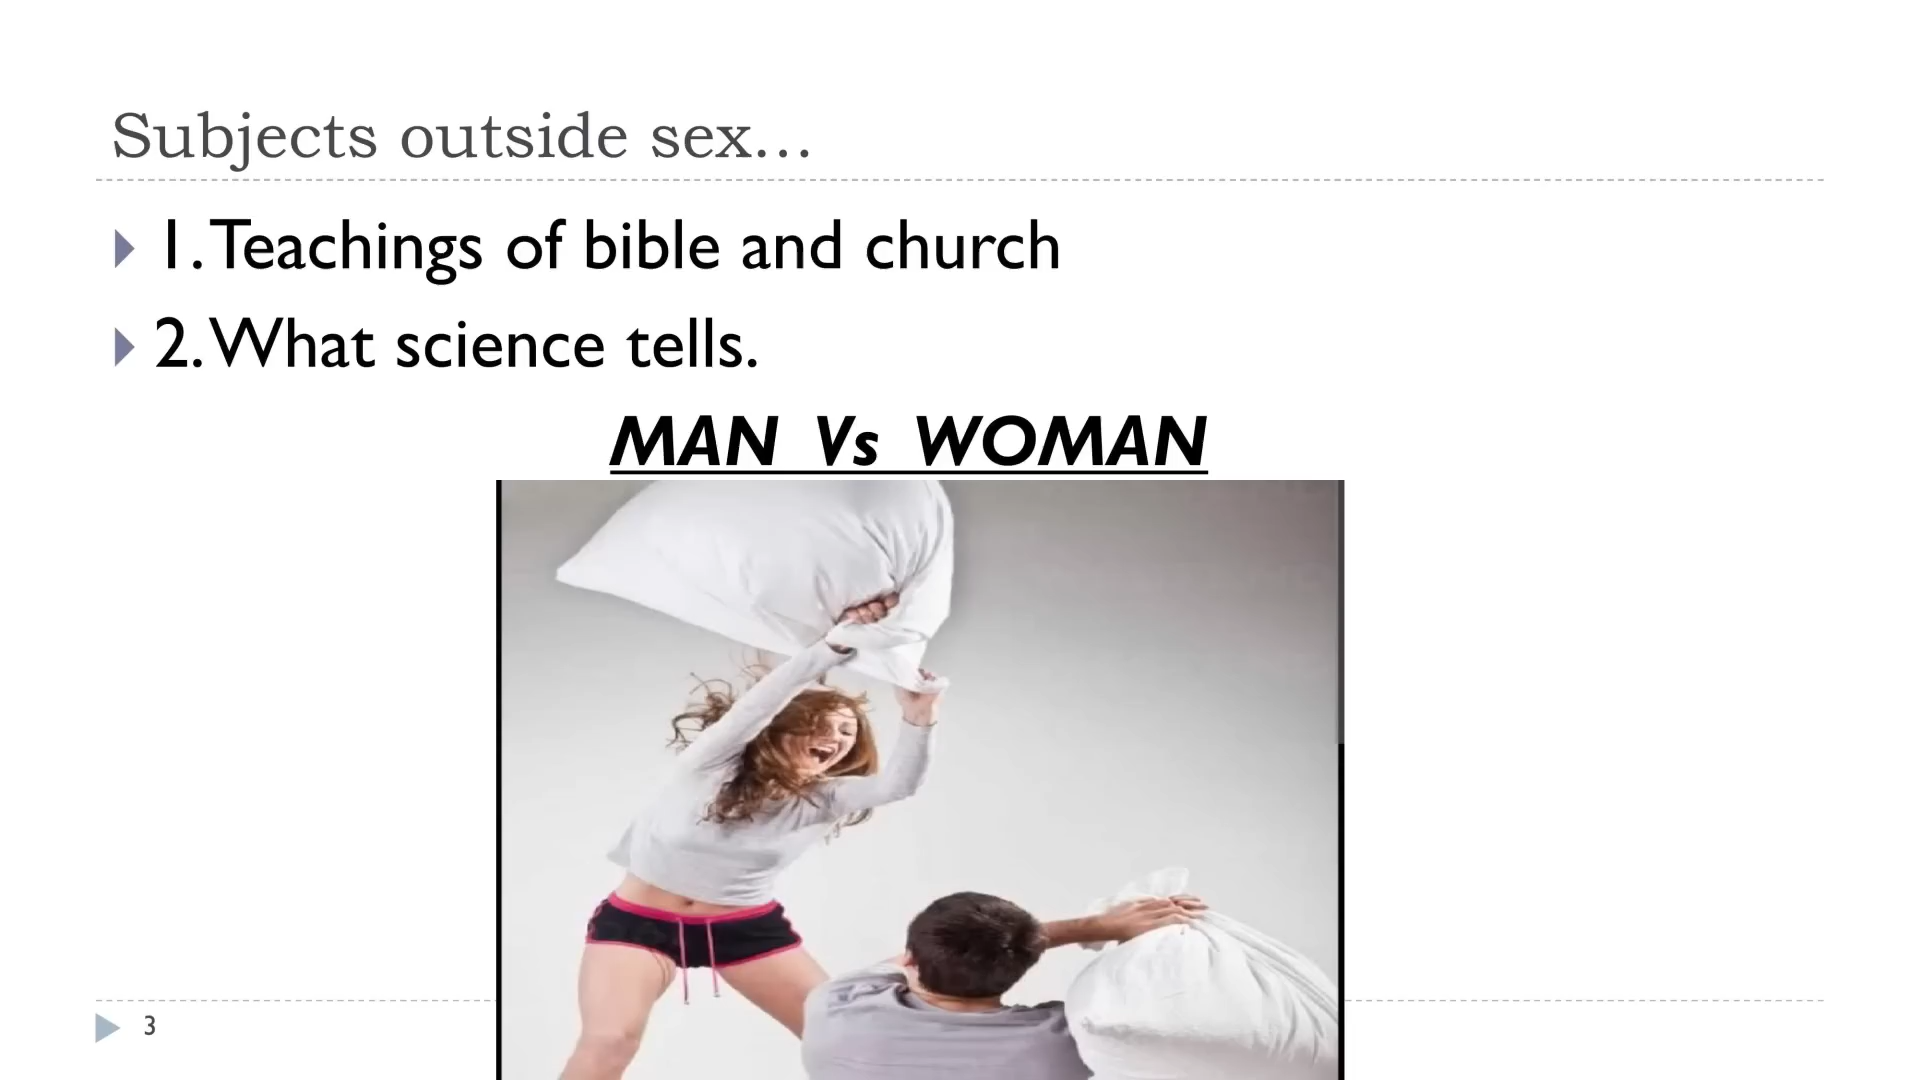 Subjects outside sex...
1. Teachings of bible and church
2. What science tells.
MAN Vs WOMAN
3